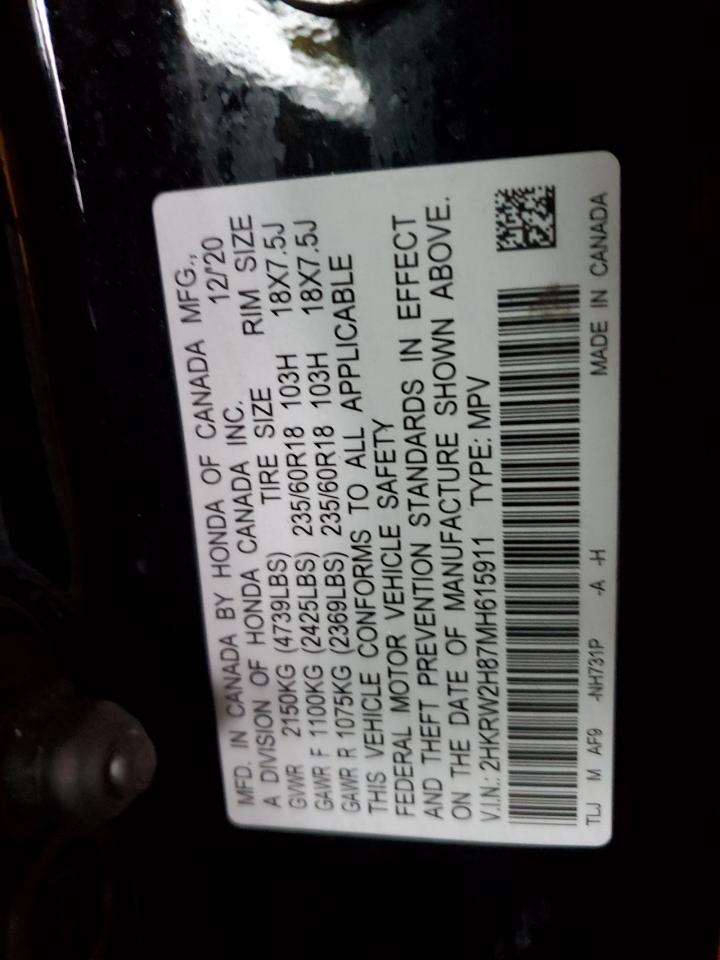 MFD. IN CANADA BY HONDA OF CANADA MFG.,
A DIVISION OF HONDA CANADA INC. 12/'20
GVWR 2150KG (4739LBS) TIRE SIZE RIM SIZE
GAWR F 1100KG (2425LBS) 235/60R18 103H 18X7.5J
GAWR R 1075KG (2369LBS) 235/60R18 103H 18X7.5J
THIS VEHICLE CONFORMS TO ALL APPLICABLE
FEDERAL MOTOR VEHICLE SAFETY
AND THEFT PREVENTION STANDARDS IN EFFECT
ON THE DATE OF MANUFACTURE SHOWN ABOVE.
V.I.N.: 2HKRW2H87MH615911 TYPE: MPV
TLJ M AF9 -NH731P -A -H MADE IN CANADA